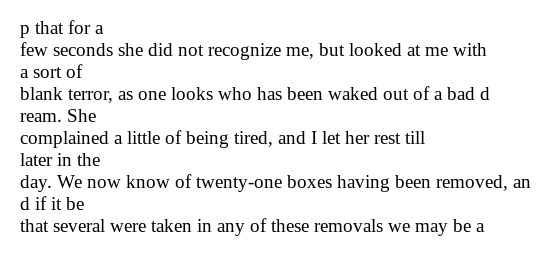 p that for a
few seconds she did not recognize me, but looked at me with
a sort of
blank terror, as one looks who has been waked out of a bad d
ream. She
complained a little of being tired, and I let her rest till
later in the
day. We now know of twenty-one boxes having been removed, an
d if it be
that several were taken in any of these removals we may be a